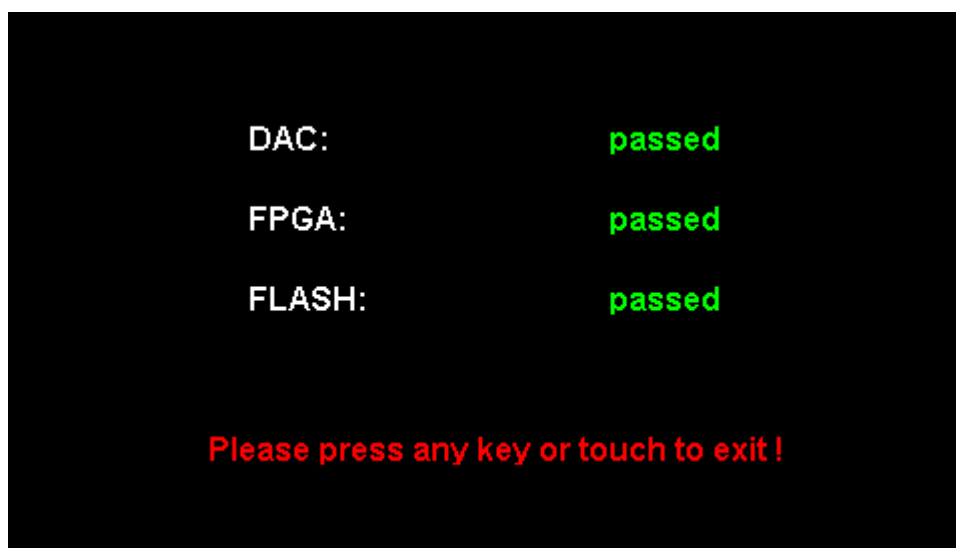 DAC: passed
FPGA: passed
FLASH: passed
Please press any key or touch to exit !